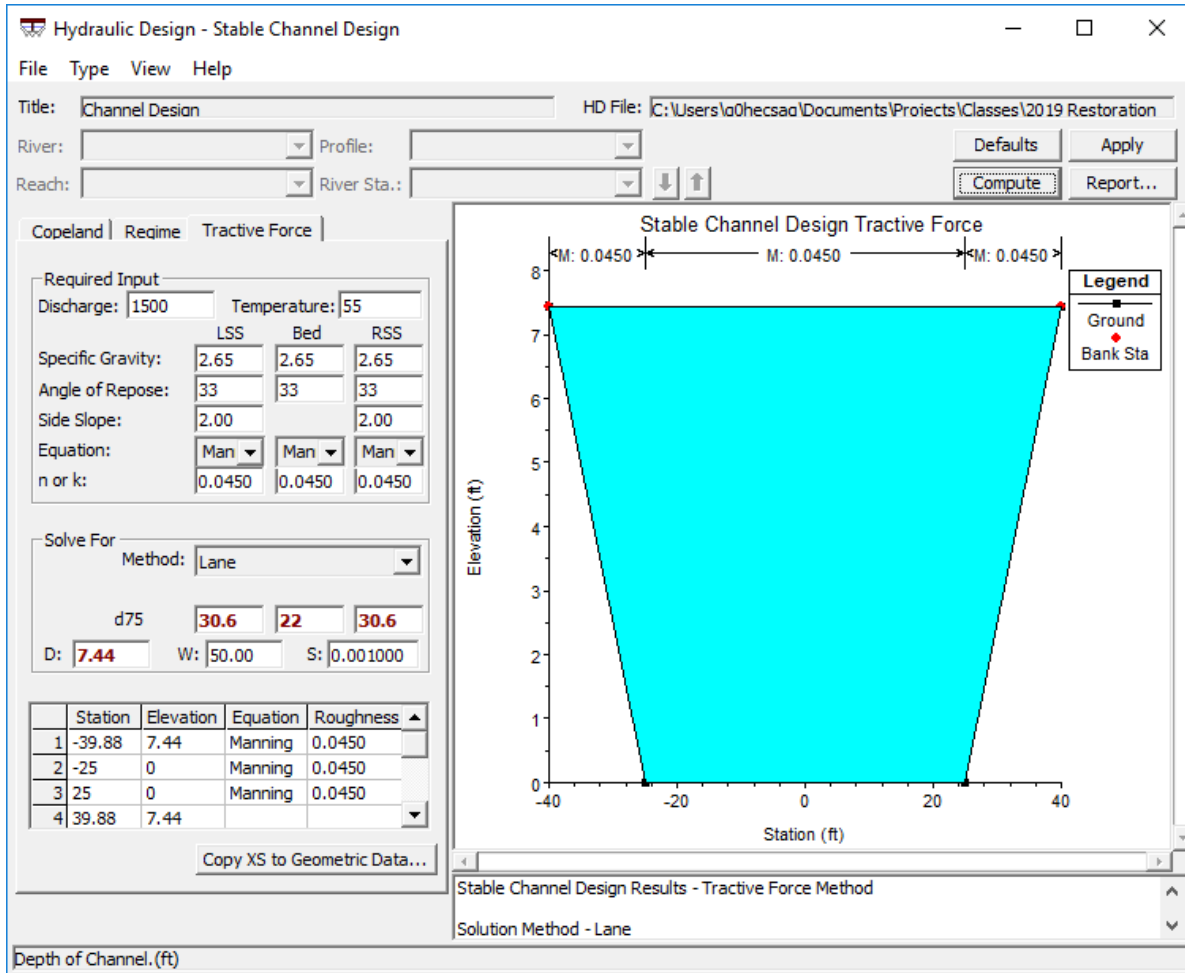 Hydraulic Design - Stable Channel Design
File Type View Help
Title: Channel Design HD File: C:\Users\q0hecsag\Documents\Projects\Classes\2019 Restoration
River: Profile: Defaults Apply
Reach: River Sta.: Compute Report...
Copeland Regime Tractive Force
Required Input
Discharge: 1500 Temperature: 55
LSS Bed RSS
Specific Gravity: 2.65 2.65 2.65
Angle of Repose: 33 33 33
Side Slope: 2.00 2.00
Equation: Man Man Man
n or k: 0.0450 0.0450 0.0450
Solve For
Method: Lane
d75 30.6 22 30.6
D: 7.44 W: 50.00 S: 0.001000
Station Elevation Equation Roughness
1 -39.88 7.44 Manning 0.0450
2 -25 0 Manning 0.0450
3 25 0 Manning 0.0450
4 39.88 7.44
Copy XS to Geometric Data...
Stable Channel Design Tractive Force
M: 0.0450 M: 0.0450 M: 0.0450
8
7
6
5
4
3
2
1
0
Elevation (ft)
-40 -20 0 20 40
Station (ft)
Legend
Ground
Bank Sta
Stable Channel Design Results - Tractive Force Method
Solution Method - Lane
Depth of Channel.(ft)